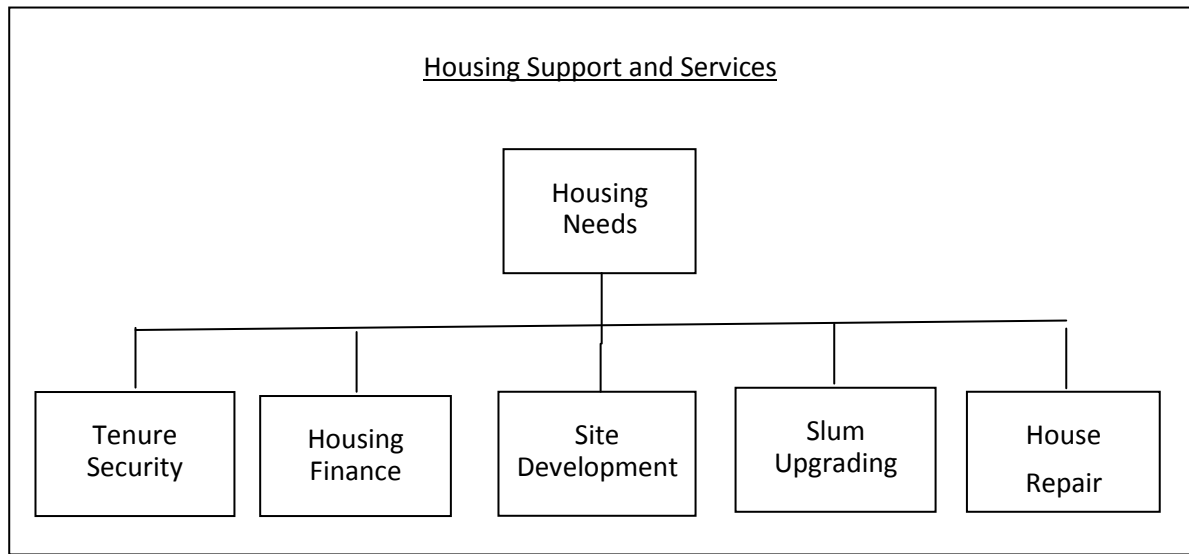 Housing Support and Services
Housing
Needs
Tenure
Security
Housing
Finance
Site
Development
Slum
Upgrading
House
Repair